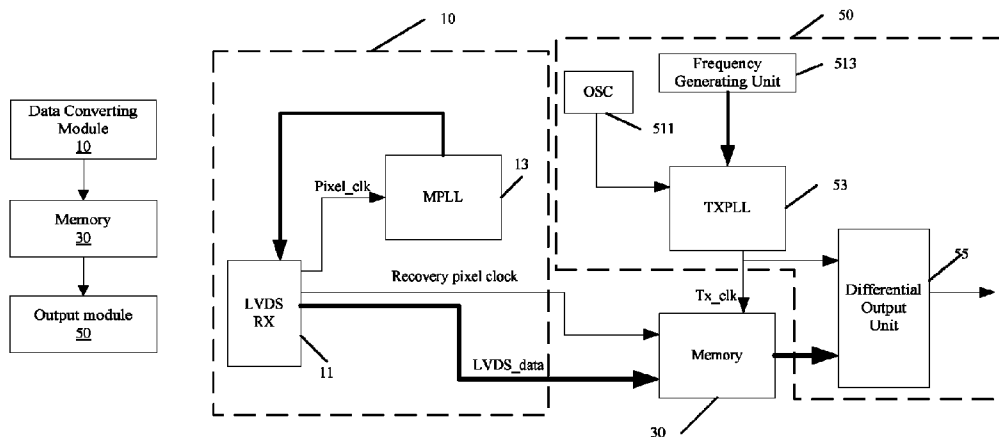 Data Converting
Module
10
Memory
30
Output module
50
10
Pixel_clk
MPLL
13
LVDS
RX
11
Recovery pixel clock
LVDS_data
50
OSC
511
Frequency
Generating Unit
513
TXPLL
53
Tx_clk
Memory
30
Differential
Output
Unit
55